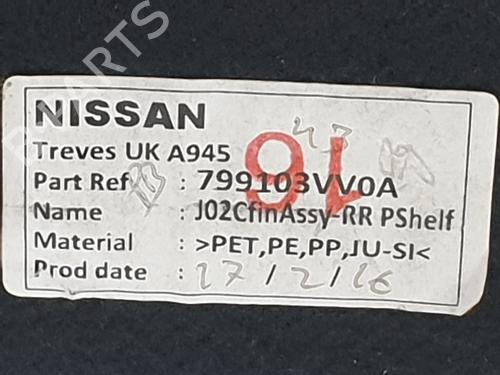 NISSAN
Treves UK A945
Part Ref : 799103VV0A
Name : J02CfinAssy-RR PShelf
Material : >PET,PE,PP,JU-SI<
Prod date : 27/2/16
16
PARTS